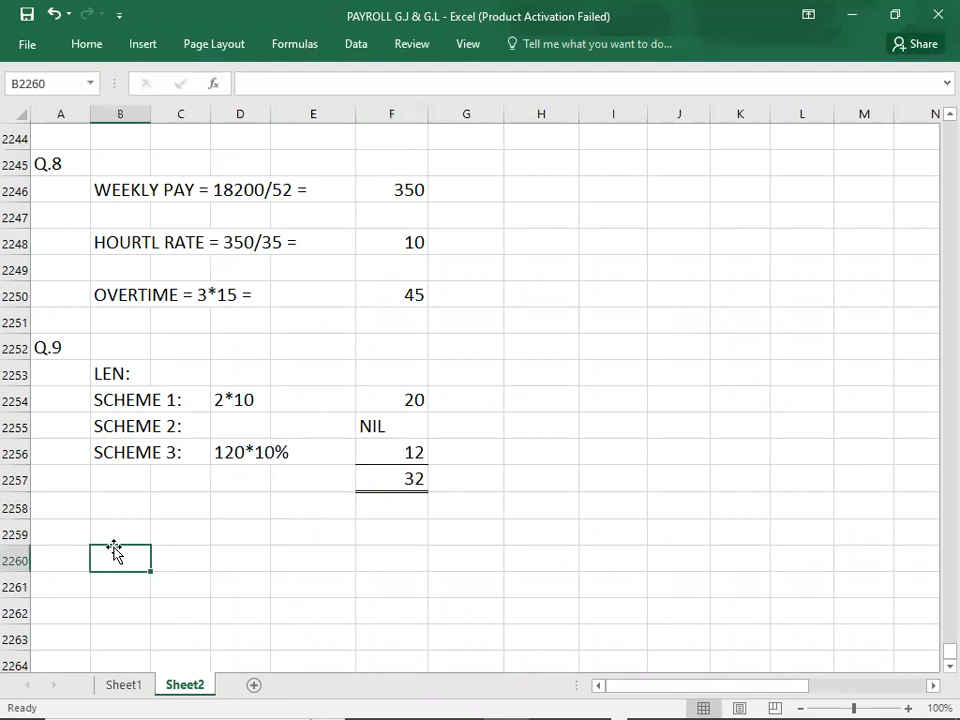 PAYROLL G.J & G.L - Excel (Product Activation Failed)
File Home Insert Page Layout Formulas Data Review View Tell me what you want to do... Share
B2260 fx
A B C D E F G H I J K L M N
2244
2245 Q.8
2246 WEEKLY PAY = 18200/52 = 350
2247
2248 HOURTL RATE = 350/35 = 10
2249
2250 OVERTIME = 3*15 = 45
2251
2252 Q.9
2253 LEN:
2254 SCHEME 1: 2*10 20
2255 SCHEME 2: NIL
2256 SCHEME 3: 120*10% 12
2257 32
2258
2259
2260
2261
2262
2263
2264
Sheet1 Sheet2
Ready 100%